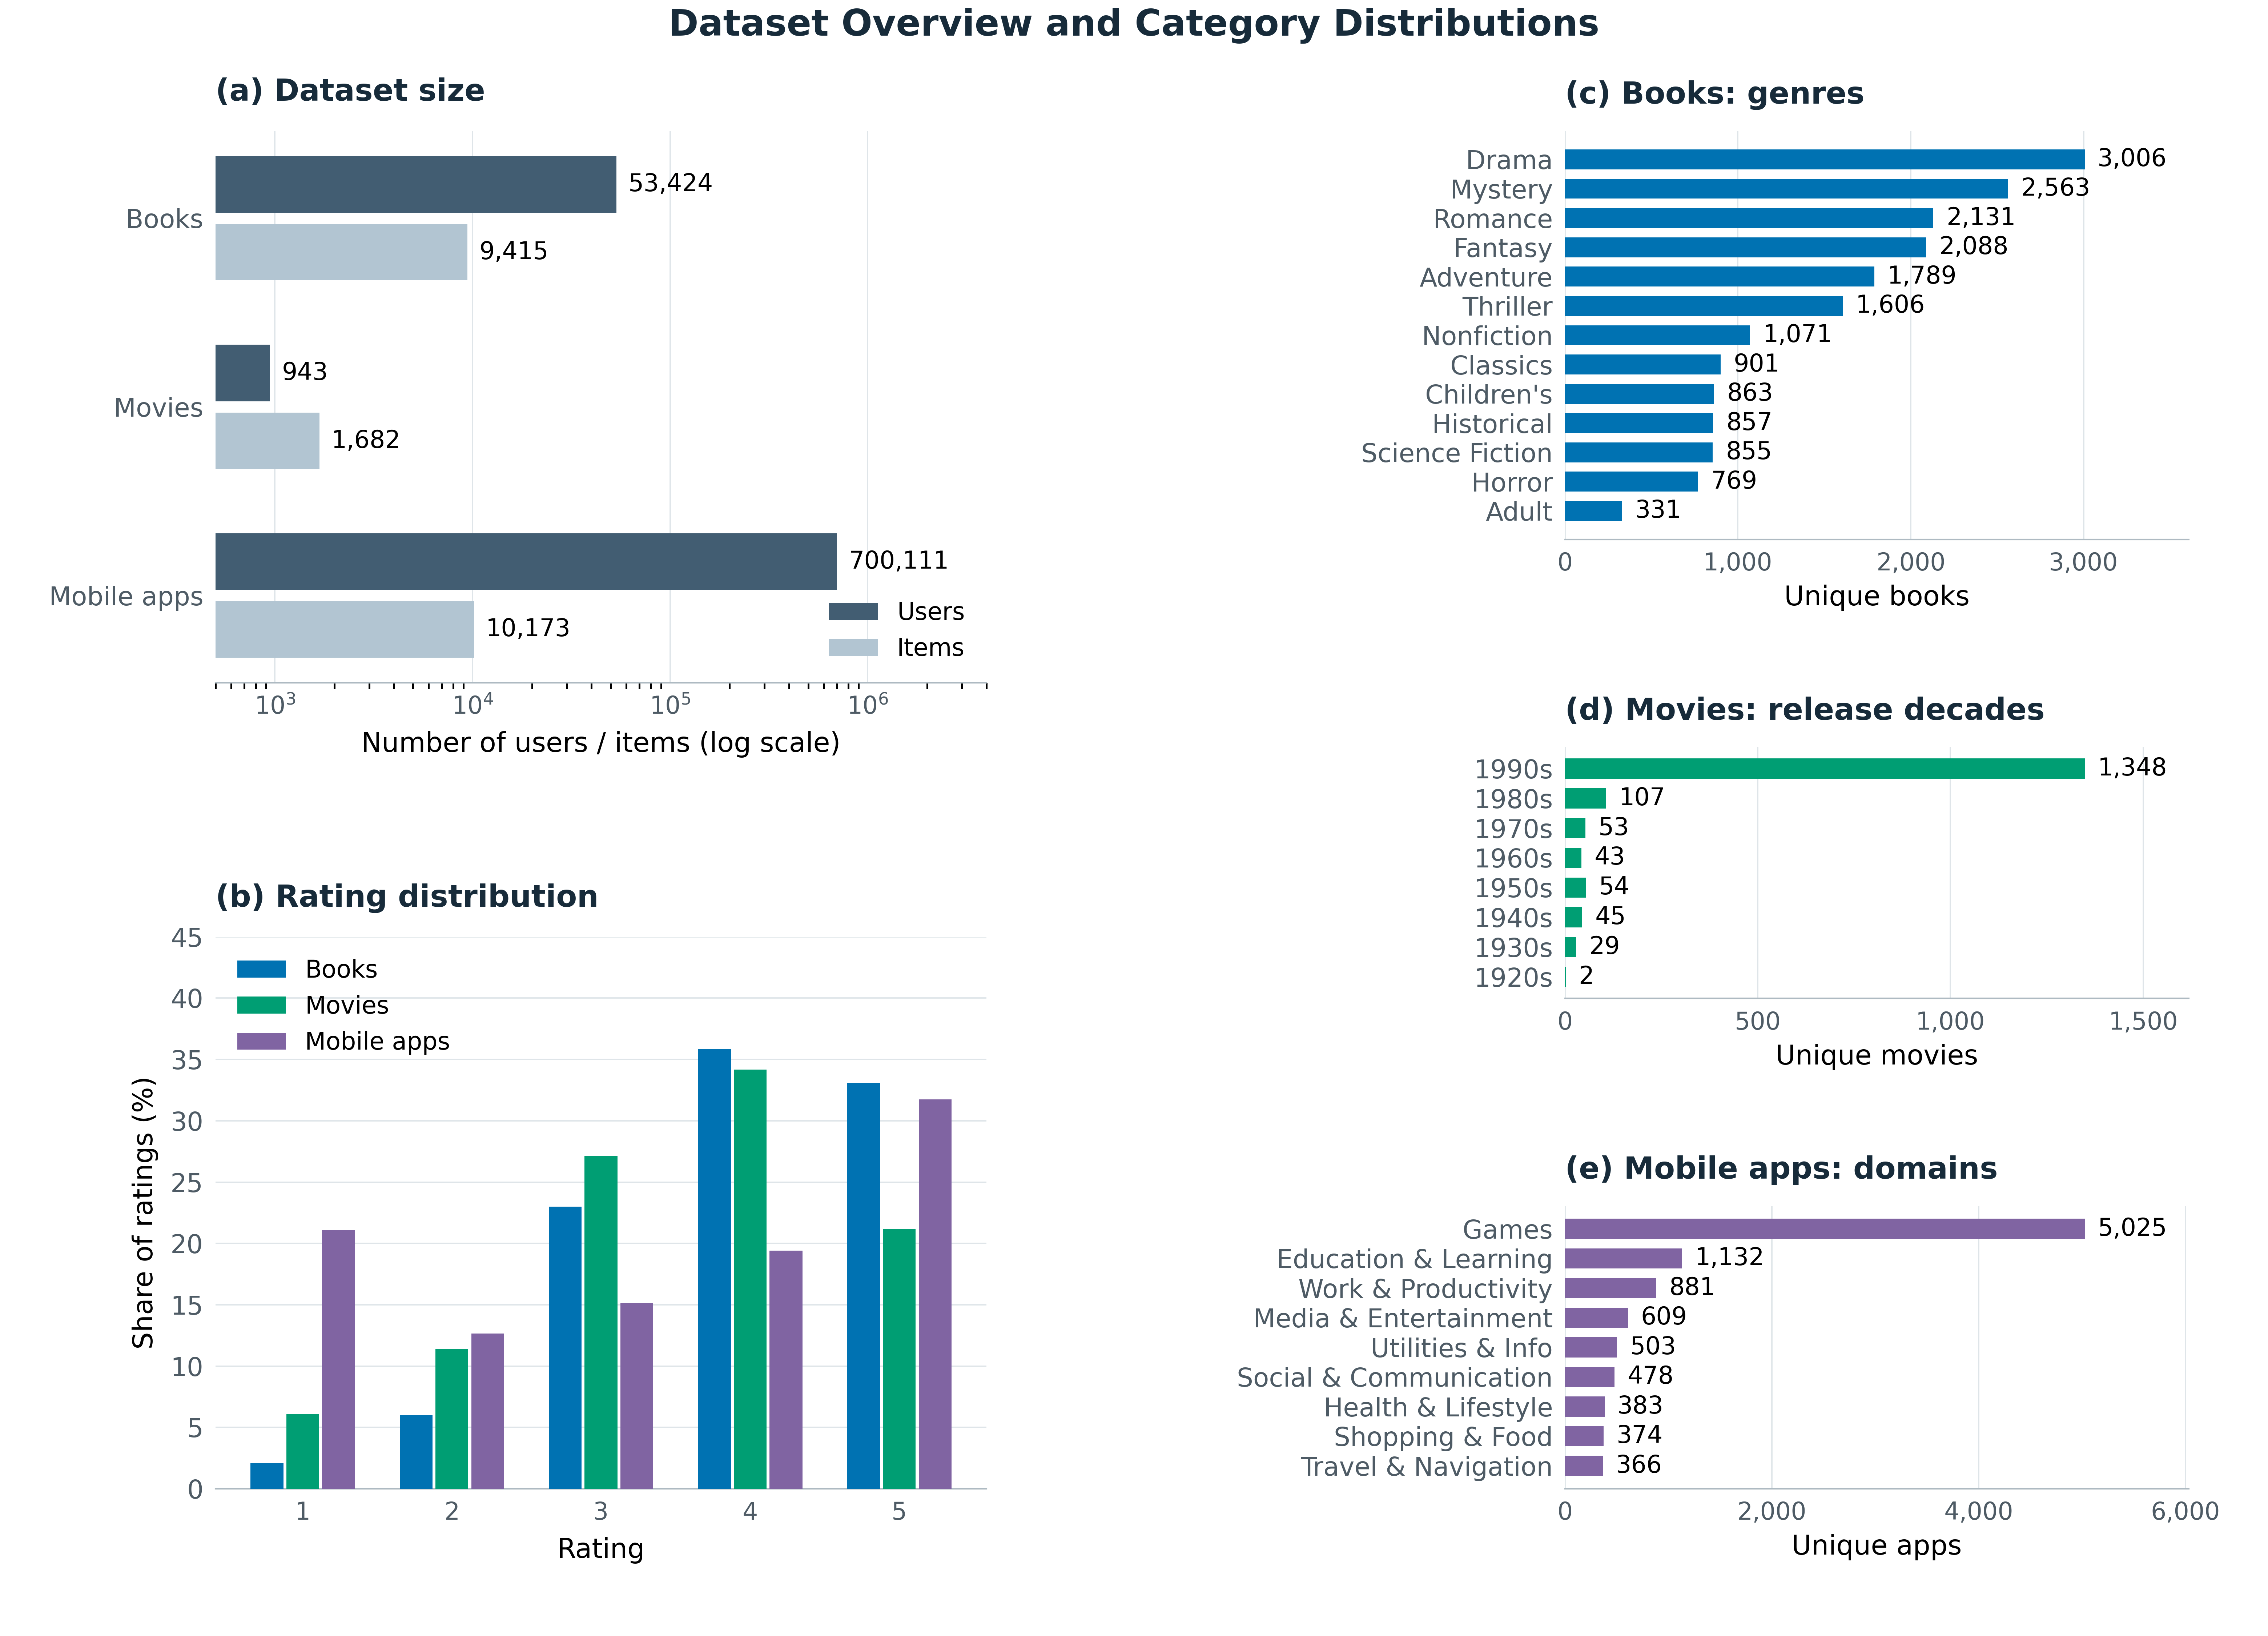 Dataset Overview and Category Distributions
(a) Dataset size
Books
53,424
9,415
Movies
943
1,682
Mobile apps
700,111
10,173
Users
Items
10³ 10⁴ 10⁵ 10⁶
Number of users / items (log scale)
(b) Rating distribution
Books
Movies
Mobile apps
45
40
35
30
25
20
15
10
5
0
Share of ratings (%)
1 2 3 4 5
Rating
(c) Books: genres
Drama 3,006
Mystery 2,563
Romance 2,131
Fantasy 2,088
Adventure 1,789
Thriller 1,606
Nonfiction 1,071
Classics 901
Children's 863
Historical 857
Science Fiction 855
Horror 769
Adult 331
0 1,000 2,000 3,000
Unique books
(d) Movies: release decades
1990s 1,348
1980s 107
1970s 53
1960s 43
1950s 54
1940s 45
1930s 29
1920s 2
0 500 1,000 1,500
Unique movies
(e) Mobile apps: domains
Games 5,025
Education & Learning 1,132
Work & Productivity 881
Media & Entertainment 609
Utilities & Info 503
Social & Communication 478
Health & Lifestyle 383
Shopping & Food 374
Travel & Navigation 366
0 2,000 4,000 6,000
Unique apps